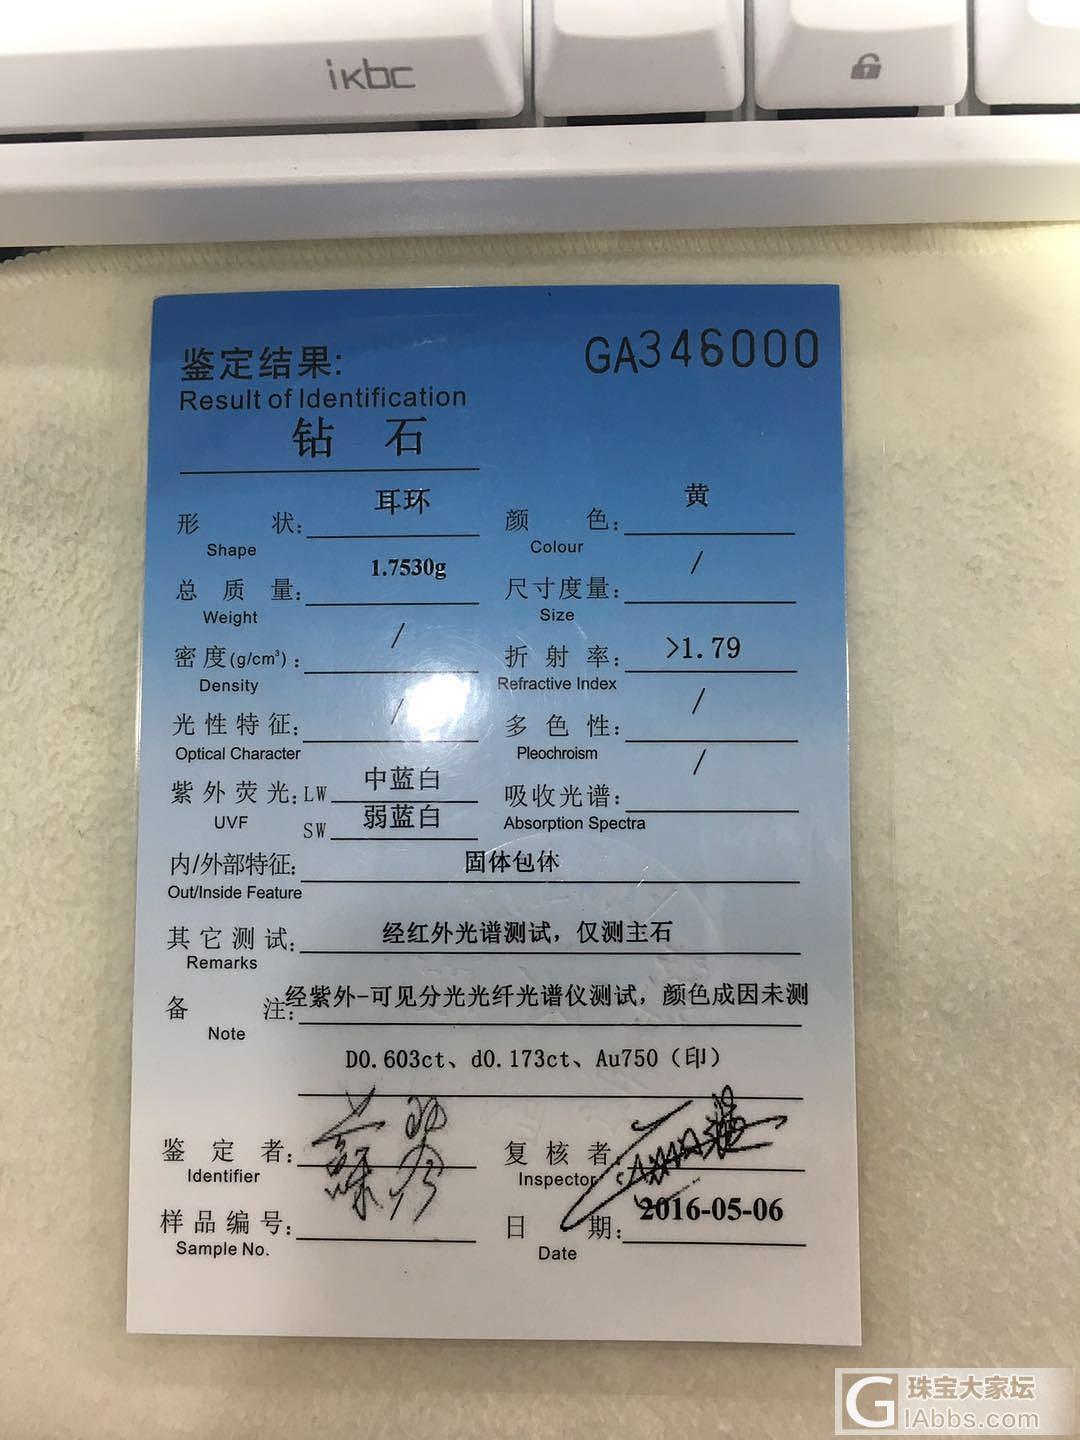 ikbc
鉴定结果:
GA346000
Result of Identification
钻 石
形 状: 耳环
颜 色: 黄
Shape
Colour
总 质 量: 1.7530g
尺寸度量: /
Weight
Size
密度(g/cm³): /
折 射 率: >1.79
Density
Refractive Index
光性特征: /
多 色 性: /
Optical Character
Pleochroism
紫外荧光: LW 中蓝白
吸收光谱: /
UVF
SW 弱蓝白
Absorption Spectra
内/外部特征: 固体包体
Out/Inside Feature
其它测试: 经红外光谱测试，仅测主石
Remarks
备 注: 经紫外-可见分光光纤光谱仪测试，颜色成因未测
Note
D0.603ct、d0.173ct、Au750（印）
鉴 定 者:
复 核 者:
Identifier
Inspector
样品编号:
日 期: 2016-05-06
Sample No.
Date
G 珠宝大家坛
GIAbbs.com